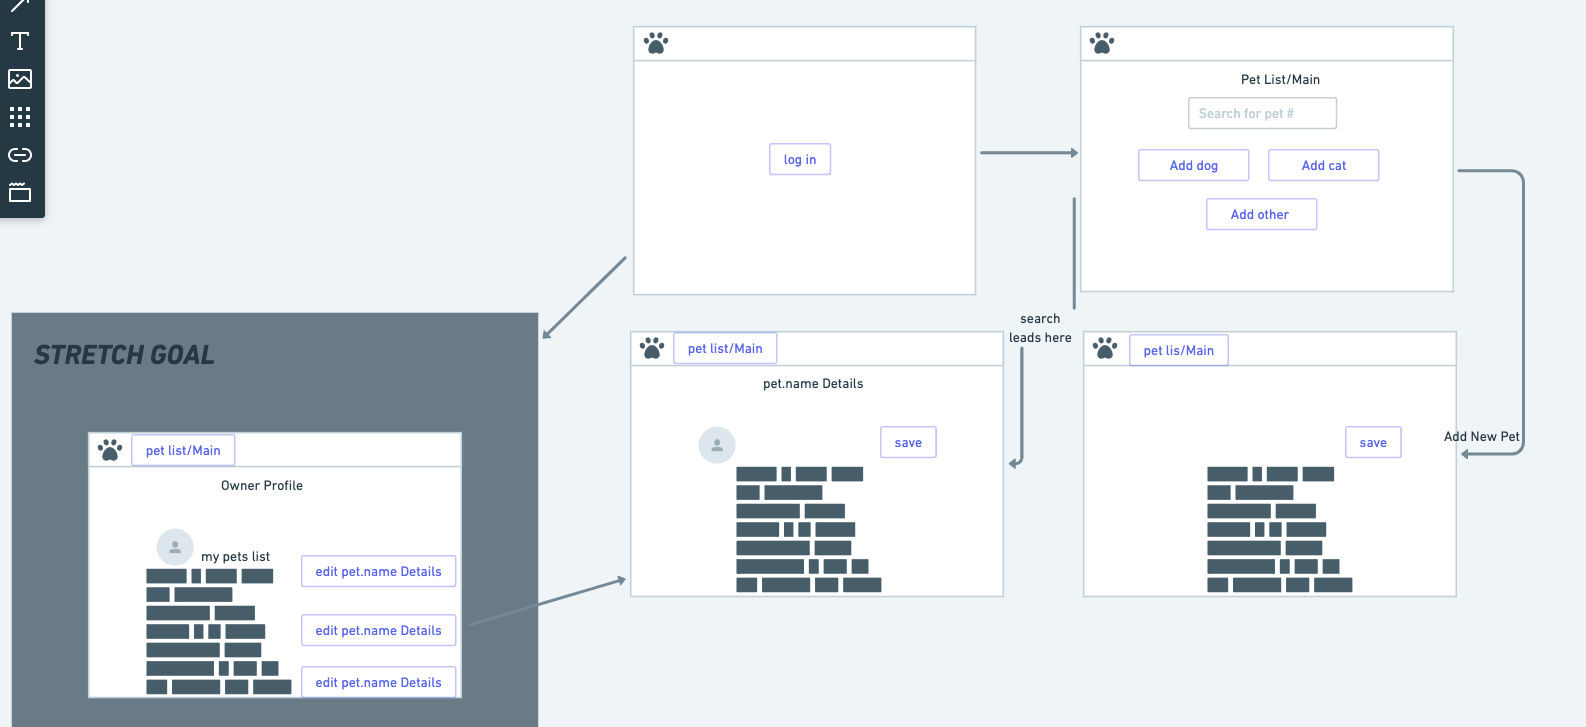 log in
Pet List/Main
Search for pet #
Add dog
Add cat
Add other
search
leads here
STRETCH GOAL
pet list/Main
Owner Profile
my pets list
edit pet.name Details
edit pet.name Details
edit pet.name Details
pet list/Main
pet.name Details
save
pet lis/Main
save
Add New Pet